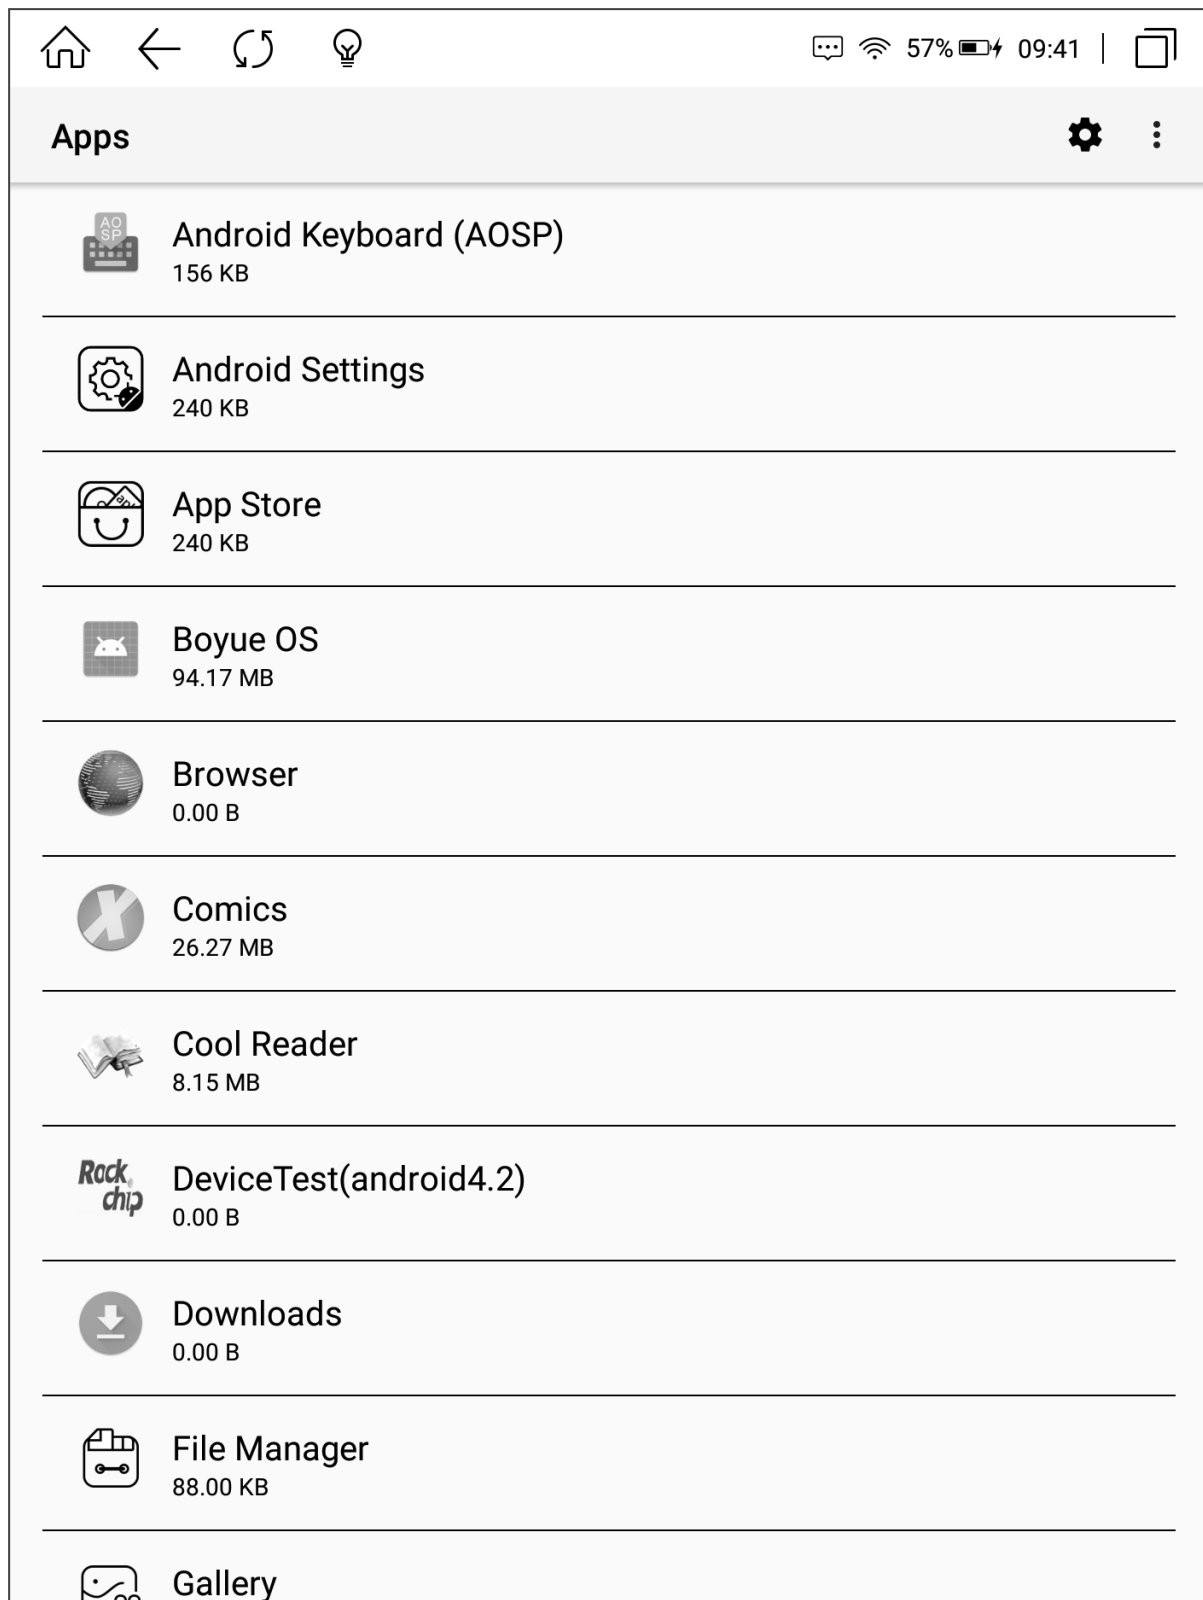 57% 09:41
Apps
AO
SP
Android Keyboard (AOSP)
156 KB
Android Settings
240 KB
apk
App Store
240 KB
Boyue OS
94.17 MB
Browser
0.00 B
Comics
26.27 MB
Cool Reader
8.15 MB
Rock
chip
DeviceTest(android4.2)
0.00 B
Downloads
0.00 B
File Manager
88.00 KB
Gallery